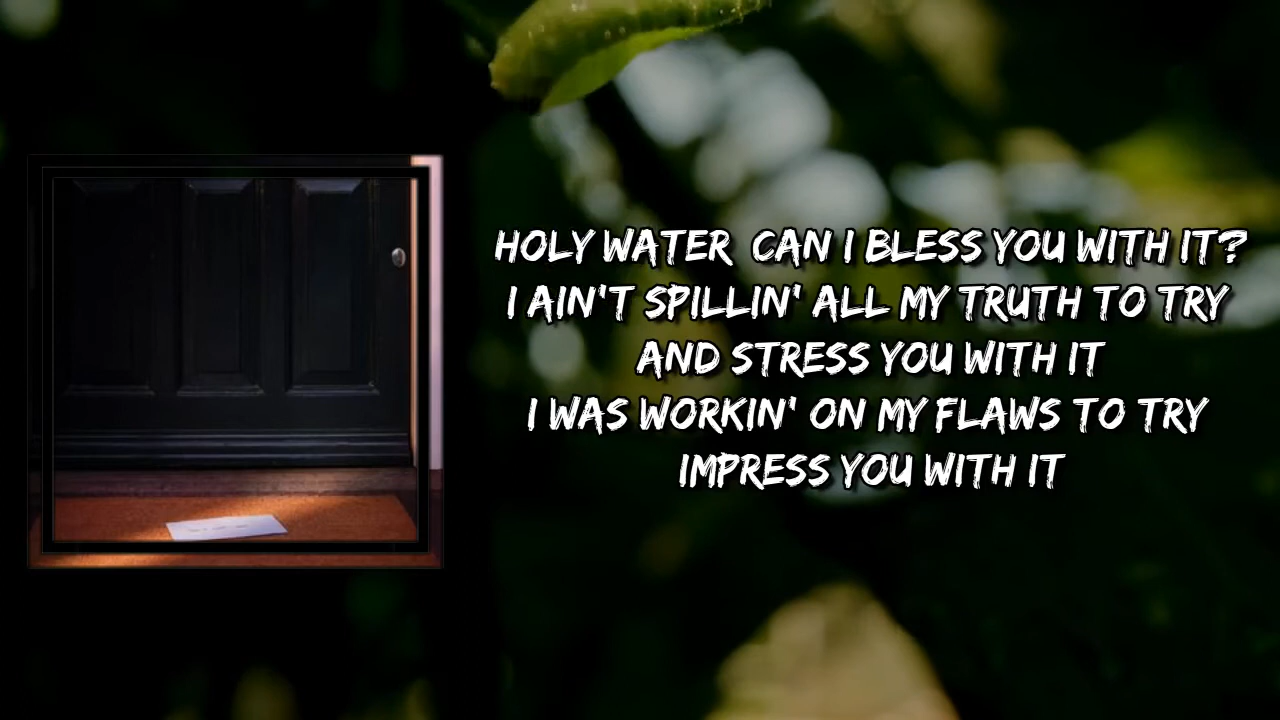 HOLY WATER  CAN I BLESS YOU WITH IT?
I AIN'T SPILLIN' ALL MY TRUTH TO TRY
AND STRESS YOU WITH IT
I WAS WORKIN' ON MY FLAWS TO TRY
IMPRESS YOU WITH IT